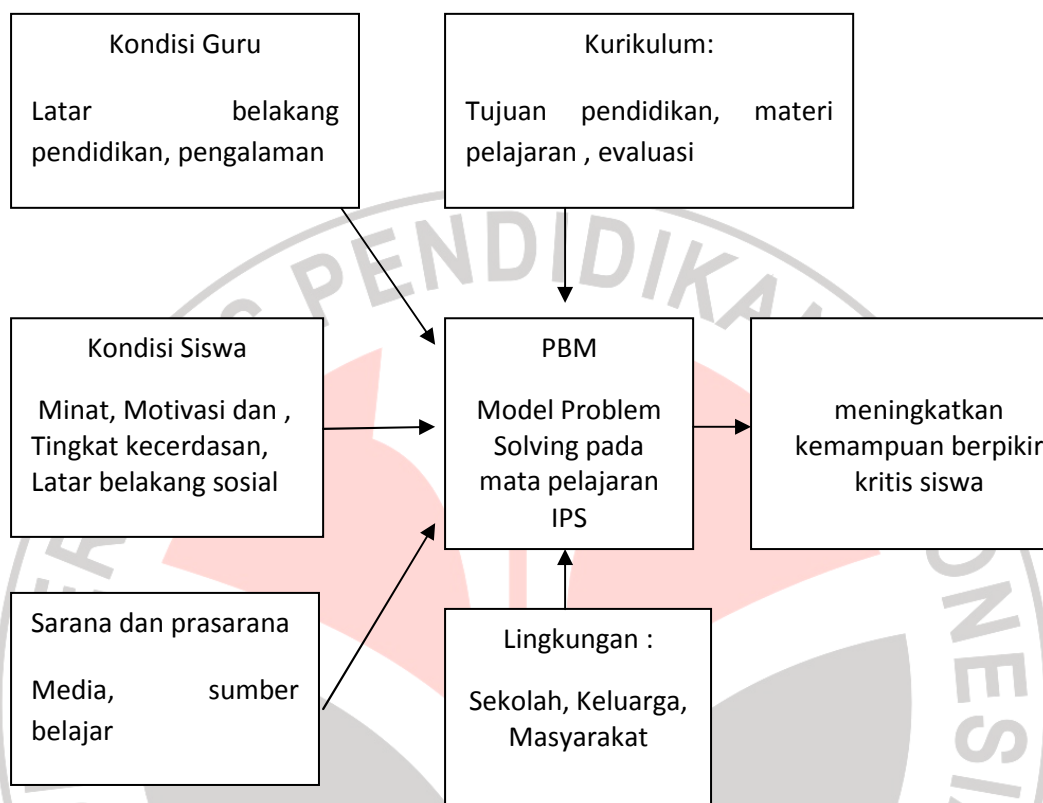 Kondisi Guru
Latar belakang
pendidikan, pengalaman
Kurikulum:
Tujuan pendidikan, materi
pelajaran , evaluasi
Kondisi Siswa
Minat, Motivasi dan ,
Tingkat kecerdasan,
Latar belakang sosial
PBM
Model Problem
Solving pada
mata pelajaran
IPS
meningkatkan
kemampuan berpikir
kritis siswa
Sarana dan prasarana
Media, sumber
belajar
Lingkungan :
Sekolah, Keluarga,
Masyarakat
PENDIDIKAN
ONESIA